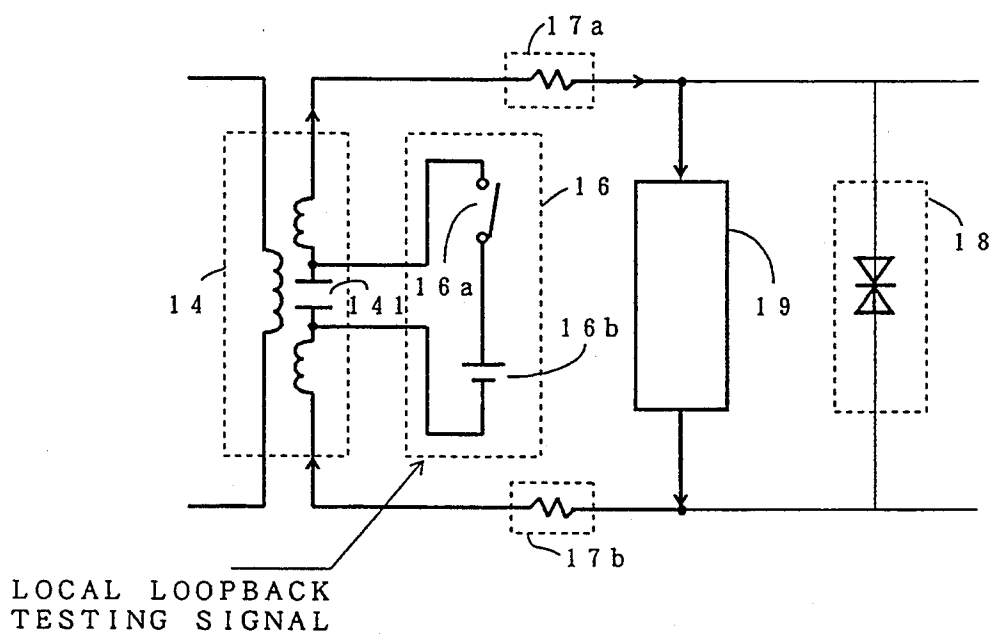 17a
16
18
14
141
16a
19
16b
17b
LOCAL LOOPBACK
TESTING SIGNAL